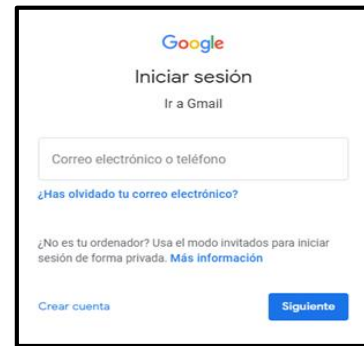 Google
Iniciar sesión
Ir a Gmail
Correo electrónico o teléfono
¿Has olvidado tu correo electrónico?
¿No es tu ordenador? Usa el modo invitados para iniciar
sesión de forma privada. Más información
Crear cuenta Siguiente